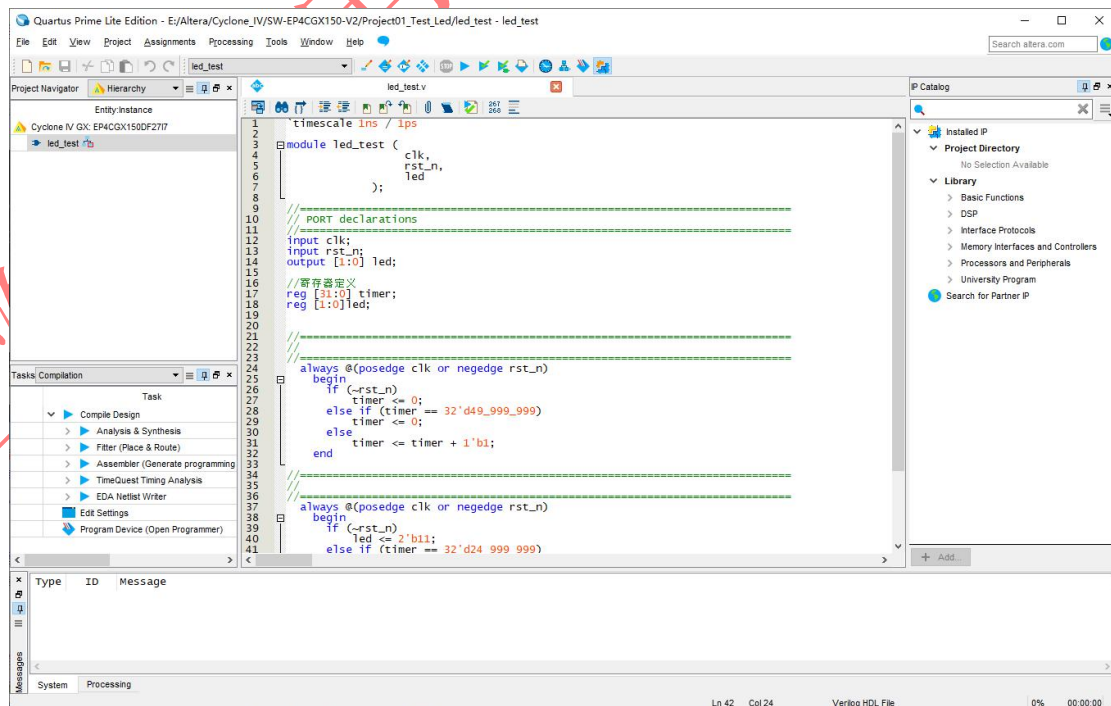 Quartus Prime Lite Edition - E:/Altera/Cyclone_IV/SW-EP4CGX150-V2/Project01_Test_Led/led_test - led_test
File Edit View Project Assignments Processing Tools Window Help
Search altera.com
led_test
Project Navigator Hierarchy
Entity:Instance
Cyclone IV GX: EP4CGX150DF27I7
led_test
Tasks Compilation
Task
Compile Design
Analysis & Synthesis
Fitter (Place & Route)
Assembler (Generate programming
TimeQuest Timing Analysis
EDA Netlist Writer
Edit Settings
Program Device (Open Programmer)
led_test.v
267
268
1 `timescale 1ns / 1ps
2
3 module led_test (
4 clk,
5 rst_n,
6 led
7 );
8
9 //===========================================================================
10 // PORT declarations
11 //===========================================================================
12 input clk;
13 input rst_n;
14 output [1:0] led;
15
16 //寄存器定义
17 reg [31:0] timer;
18 reg [1:0]led;
19
20
21 //===========================================================================
22 //
23 //===========================================================================
24 always @(posedge clk or negedge rst_n)
25 begin
26 if (~rst_n)
27 timer <= 0;
28 else if (timer == 32'd49_999_999)
29 timer <= 0;
30 else
31 timer <= timer + 1'b1;
32 end
33
34 //===========================================================================
35 //
36 //===========================================================================
37 always @(posedge clk or negedge rst_n)
38 begin
39 if (~rst_n)
40 led <= 2'b11;
41 else if (timer == 32'd24_999_999)
IP Catalog
Installed IP
Project Directory
No Selection Available
Library
Basic Functions
DSP
Interface Protocols
Memory Interfaces and Controllers
Processors and Peripherals
University Program
Search for Partner IP
+ Add...
Type ID Message
Messages
System Processing
Ln 42 Col 24 Verilog HDL File 0% 00:00:00